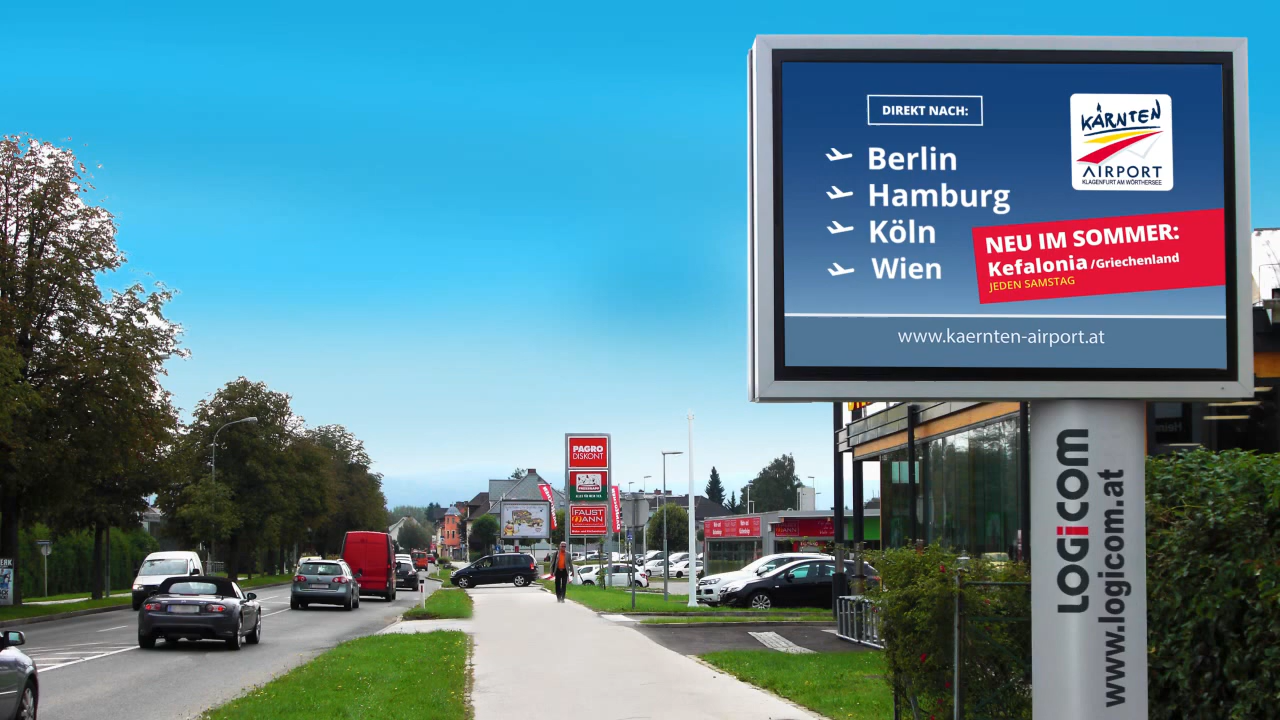 DIREKT NACH:
Berlin
Hamburg
Köln
Wien
KÄRNTEN
AIRPORT
KLAGENFURT AM WÖRTHERSEE
NEU IM SOMMER:
Kefalonia /Griechenland
JEDEN SAMSTAG
www.kaernten-airport.at
LOGICOM
www.logicom.at
PAGRO
DISKONT
FAUST
MANN